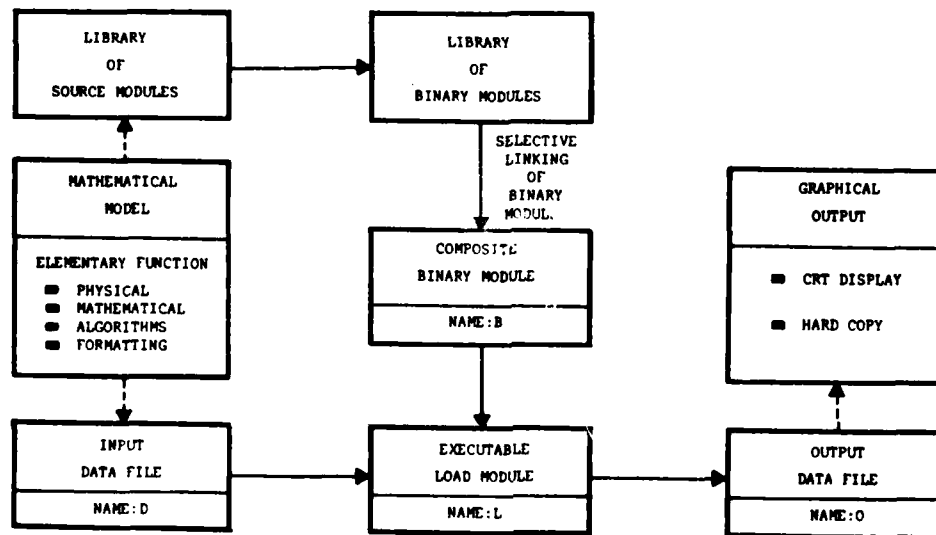 LIBRARY
OF
SOURCE MODULES
LIBRARY
OF
BINARY MODULES
SELECTIVE
LINKING
OF
BINARY
MODUL.
MATHEMATICAL
MODEL
ELEMENTARY FUNCTION
PHYSICAL
MATHEMATICAL
ALGORITHMS
FORMATTING
COMPOSITE
BINARY MODULE
NAME:B
GRAPHICAL
OUTPUT
CRT DISPLAY
HARD COPY
INPUT
DATA FILE
NAME:D
EXECUTABLE
LOAD MODULE
NAME:L
OUTPUT
DATA FILE
NAME:O